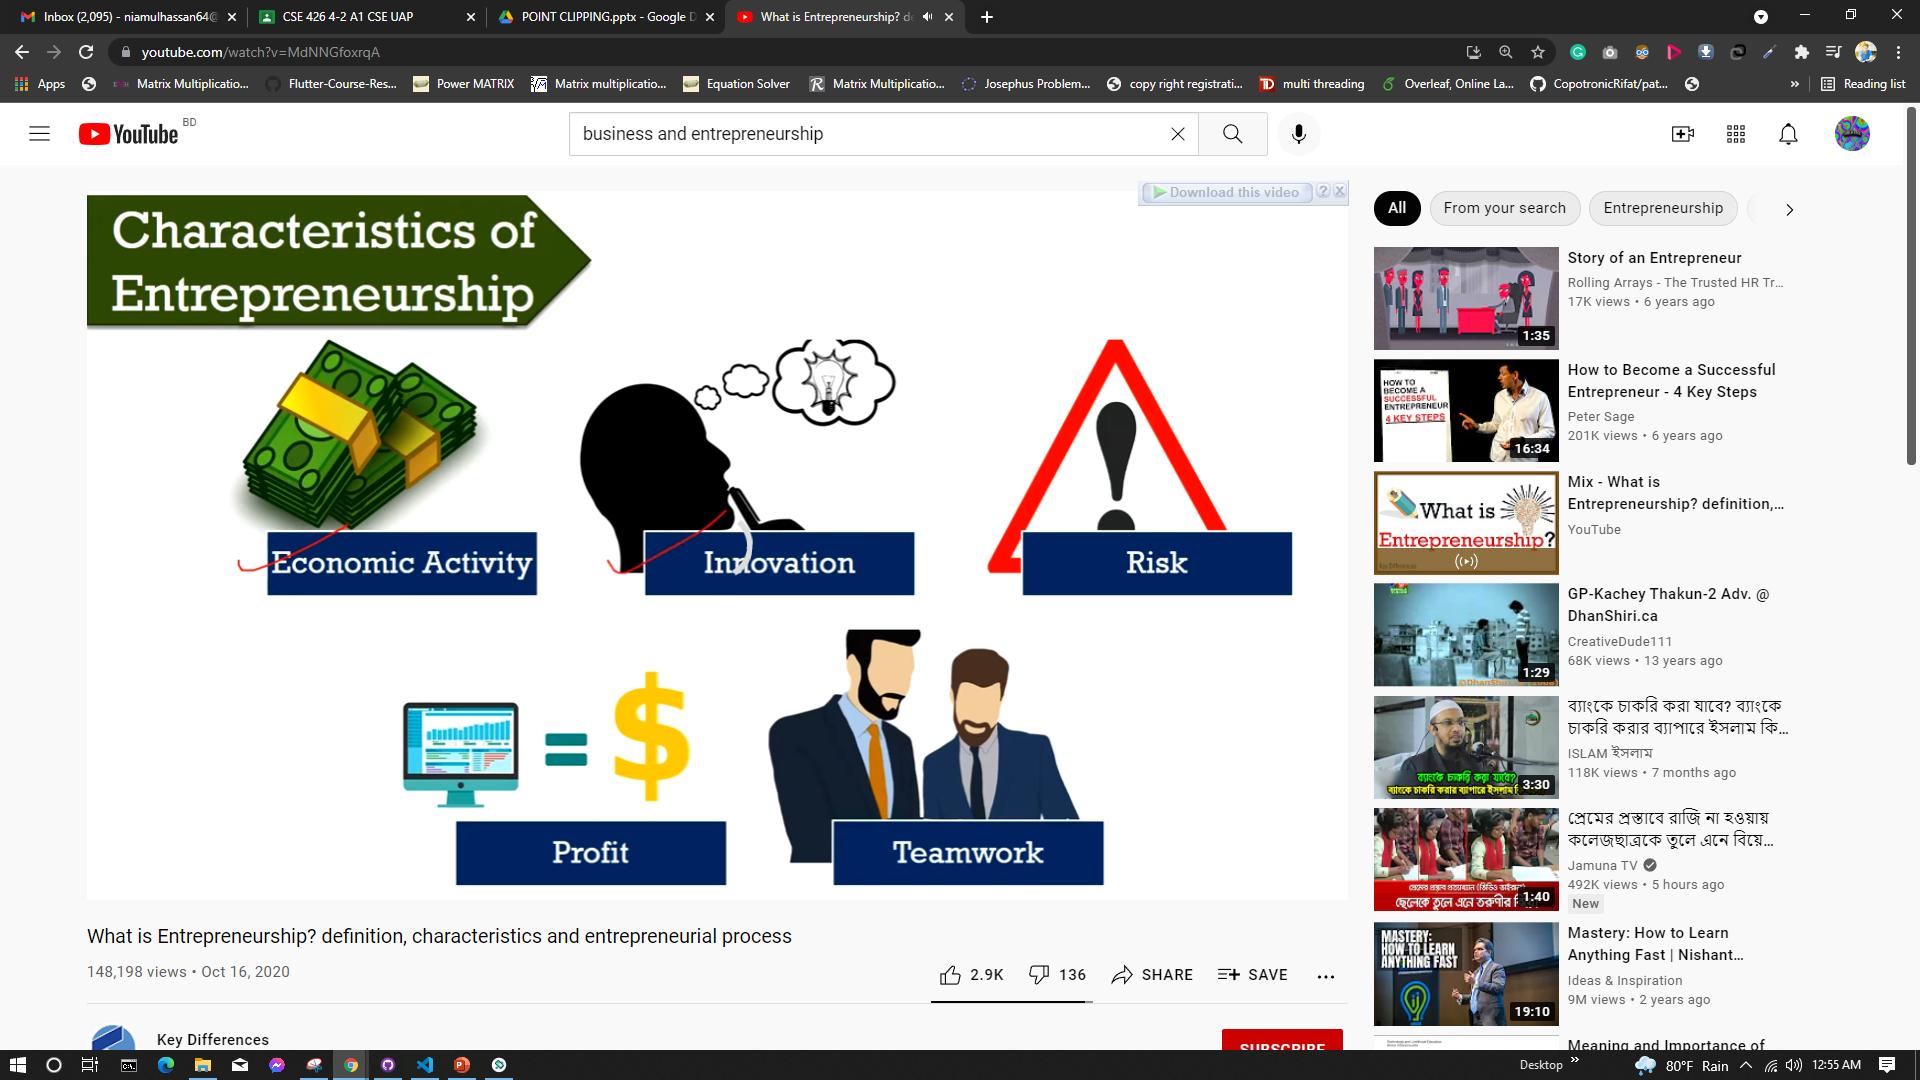 Inbox (2,095) - niamulhassan64@
CSE 426 4-2 A1 CSE UAP
POINT CLIPPING.pptx - Google D
What is Entrepreneurship? de
youtube.com/watch?v=MdNNGfoxrqA
Apps
Matrix Multiplicatio...
Flutter-Course-Res...
Power MATRIX
Matrix multiplicatio...
Equation Solver
Matrix Multiplicatio...
Josephus Problem...
copy right registrati...
multi threading
Overleaf, Online La...
CopotronicRifat/pat...
»
Reading list
YouTube BD
business and entrepreneurship
Download this video
Characteristics of
Entrepreneurship
Economic Activity
Innovation
Risk
=
$
Profit
Teamwork
What is Entrepreneurship? definition, characteristics and entrepreneurial process
148,198 views • Oct 16, 2020
2.9K
136
SHARE
SAVE
Key Differences
SUBSCRIBE
All
From your search
Entrepreneurship
1:35
Story of an Entrepreneur
Rolling Arrays - The Trusted HR Tr...
17K views • 6 years ago
HOW TO
BECOME A
SUCCESSFUL
ENTREPRENEUR
4 KEY STEPS
16:34
How to Become a Successful
Entrepreneur - 4 Key Steps
Peter Sage
201K views • 6 years ago
What is
Entrepreneurship?
Mix - What is
Entrepreneurship? definition,...
YouTube
1:29
GP-Kachey Thakun-2 Adv. @
DhanShiri.ca
CreativeDude111
68K views • 13 years ago
ব্যাংকে চাকরি করা যাবে?
3:30
ব্যাংকে চাকরি করা যাবে? ব্যাংকে
চাকরি করার ব্যাপারে ইসলাম কি...
ISLAM ইসলাম
118K views • 7 months ago
1:40
প্রেমের প্রস্তাবে রাজি না হওয়ায়
কলেজছাত্রকে তুলে এনে বিয়ে...
Jamuna TV
492K views • 5 hours ago
New
MASTERY:
HOW TO LEARN
ANYTHING FAST
19:10
Mastery: How to Learn
Anything Fast | Nishant...
Ideas & Inspiration
9M views • 2 years ago
Meaning and Importance of
Desktop
»
80°F Rain
12:55 AM